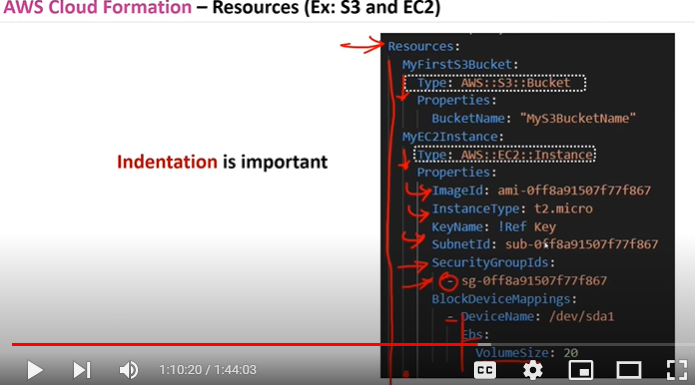 AWS Cloud Formation – Resources (Ex: S3 and EC2)
Indentation is important
Resources:
MyFirstS3Bucket:
Type: AWS::S3::Bucket
Properties:
BucketName: "MyS3BucketName"
MyEC2Instance:
Type: AWS::EC2::Instance
Properties:
ImageId: ami-0ff8a91507f77f867
InstanceType: t2.micro
KeyName: !Ref Key
SubnetId: sub-0ff8a91507f77f867
SecurityGroupIds:
- sg-0ff8a91507f77f867
BlockDeviceMappings:
- DeviceName: /dev/sda1
Ebs:
VolumeSize: 20
1:10:20 / 1:44:03
CC